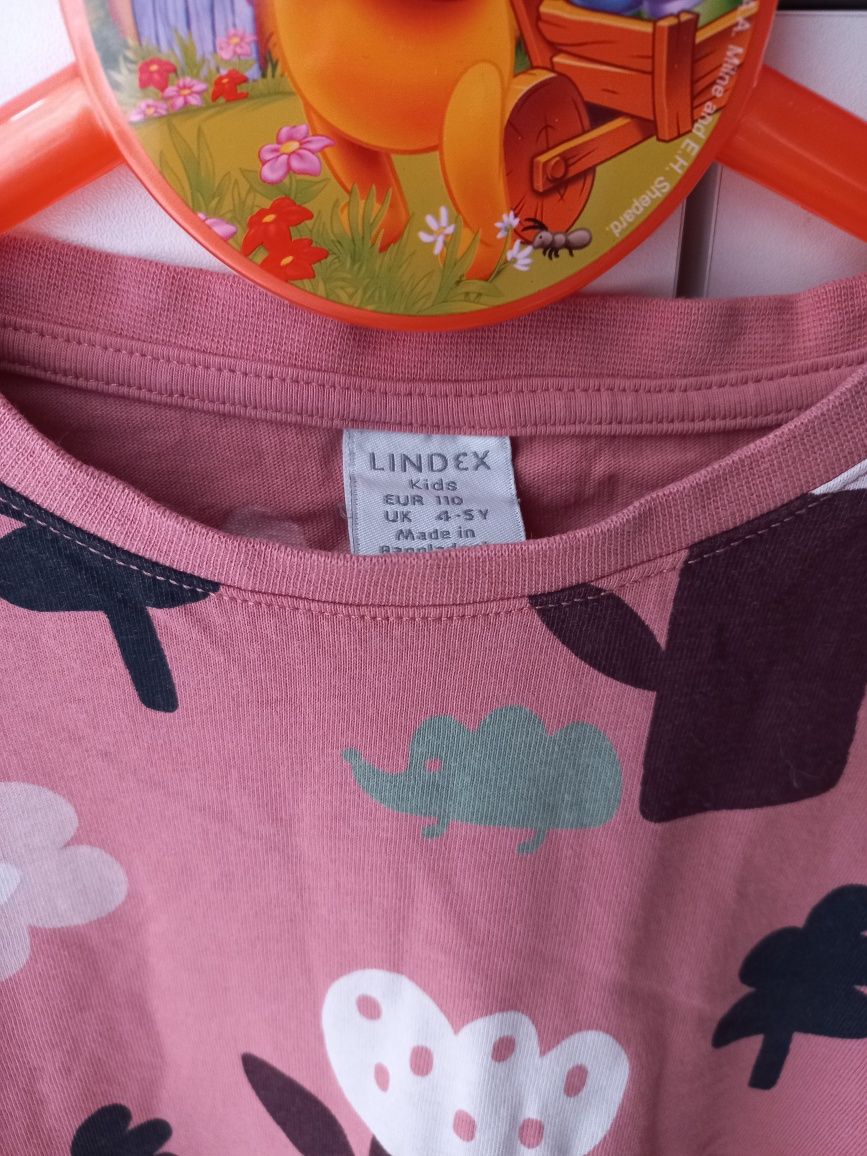 A.A. Milne and E.H. Shepard.
LINDEX
Kids
EUR 110
UK 4-5Y
Made in